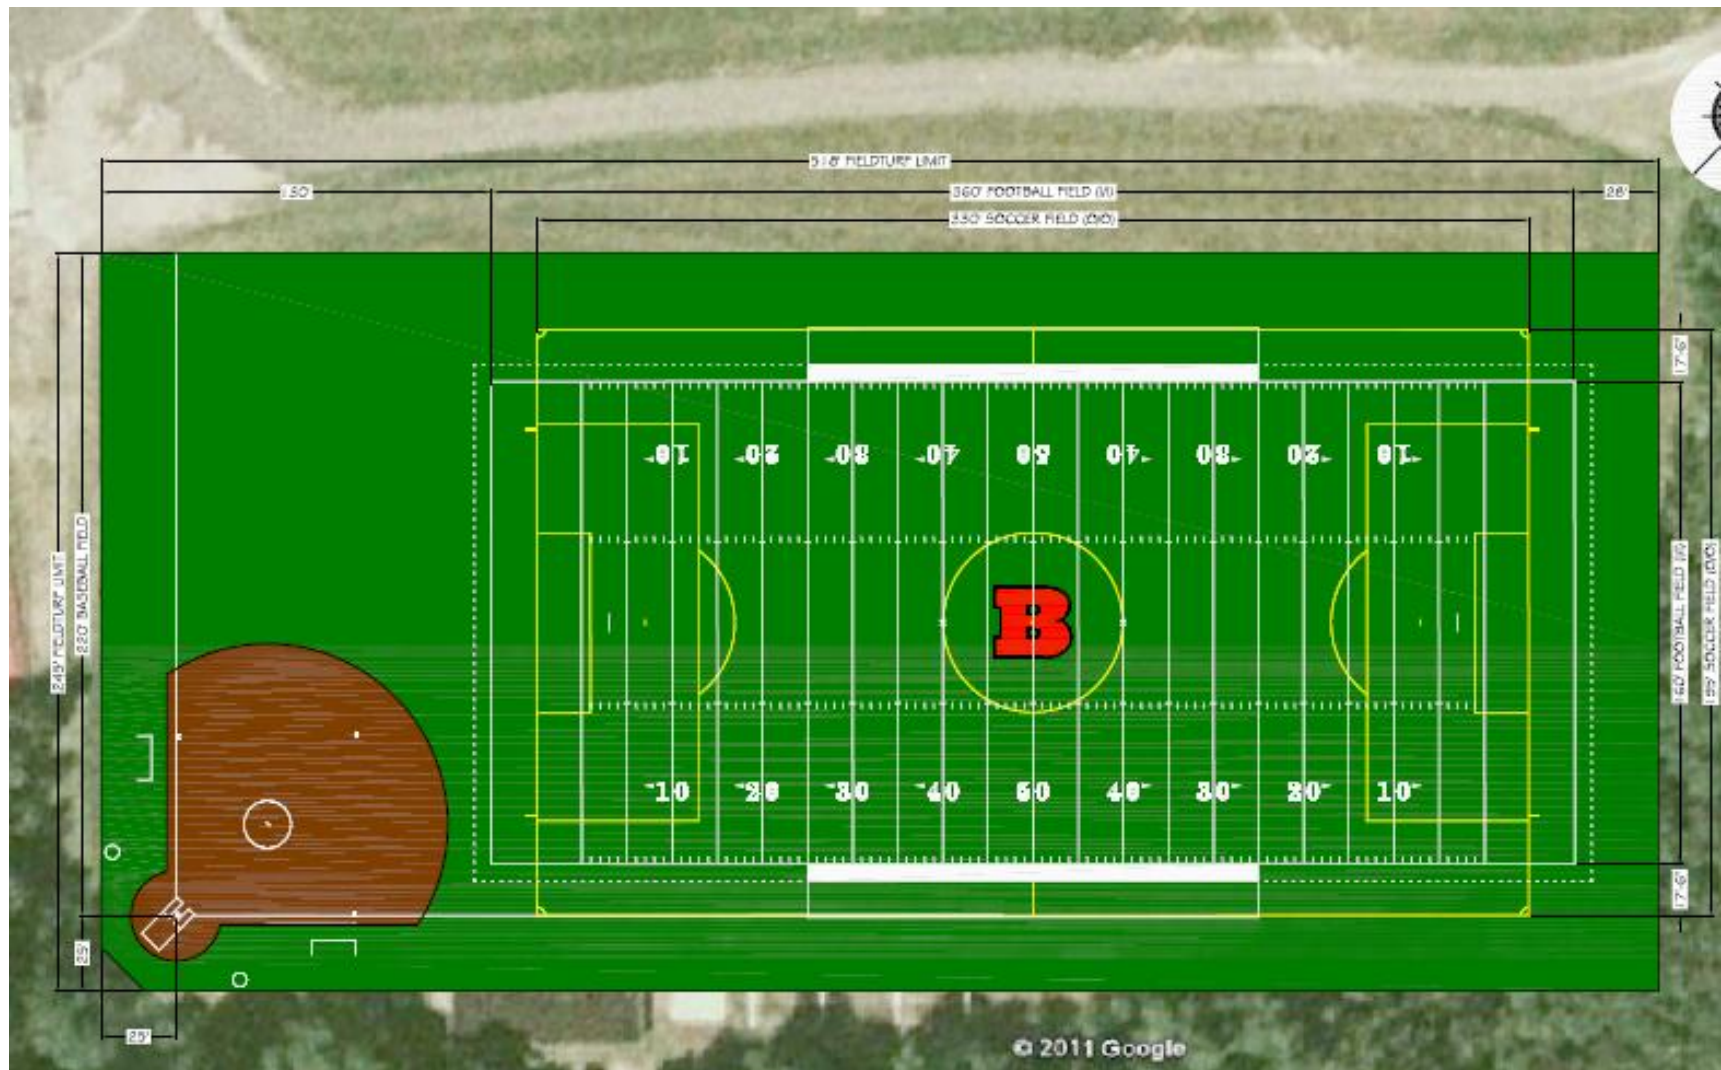 518' FIELDTURF LIMIT
130'
360' FOOTBALL FIELD (I/I)
28'
330' SOCCER FIELD (O/O)
17'-6"
245' FIELDTURF LIMIT
220' BASEBALL FIELD
160' FOOTBALL FIELD (I/I)
195' SOCCER FIELD (O/O)
10 20 30 40 50 40 30 20 10
B
10 20 30 40 50 40 30 20 10
17'-6"
25'
25'
© 2011 Google